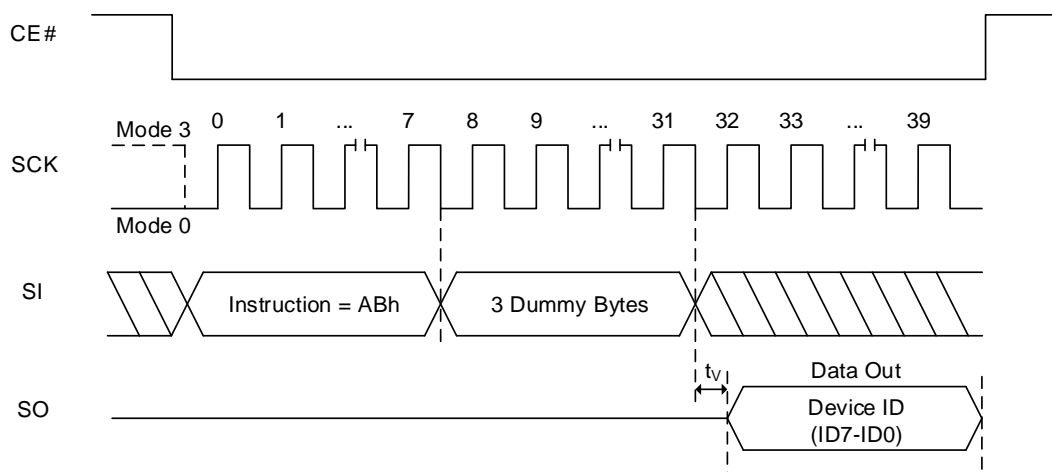 CE#
Mode 3
0 1 ... 7 8 9 ... 31 32 33 ... 39
SCK
Mode 0
SI
Instruction = ABh
3 Dummy Bytes
tV
Data Out
SO
Device ID
(ID7-ID0)